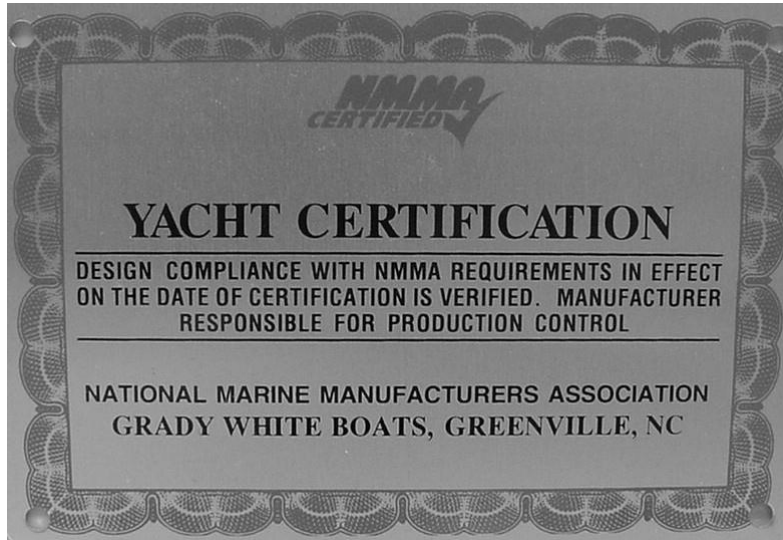 NMMA
CERTIFIED
YACHT CERTIFICATION
DESIGN COMPLIANCE WITH NMMA REQUIREMENTS IN EFFECT
ON THE DATE OF CERTIFICATION IS VERIFIED. MANUFACTURER
RESPONSIBLE FOR PRODUCTION CONTROL
NATIONAL MARINE MANUFACTURERS ASSOCIATION
GRADY WHITE BOATS, GREENVILLE, NC